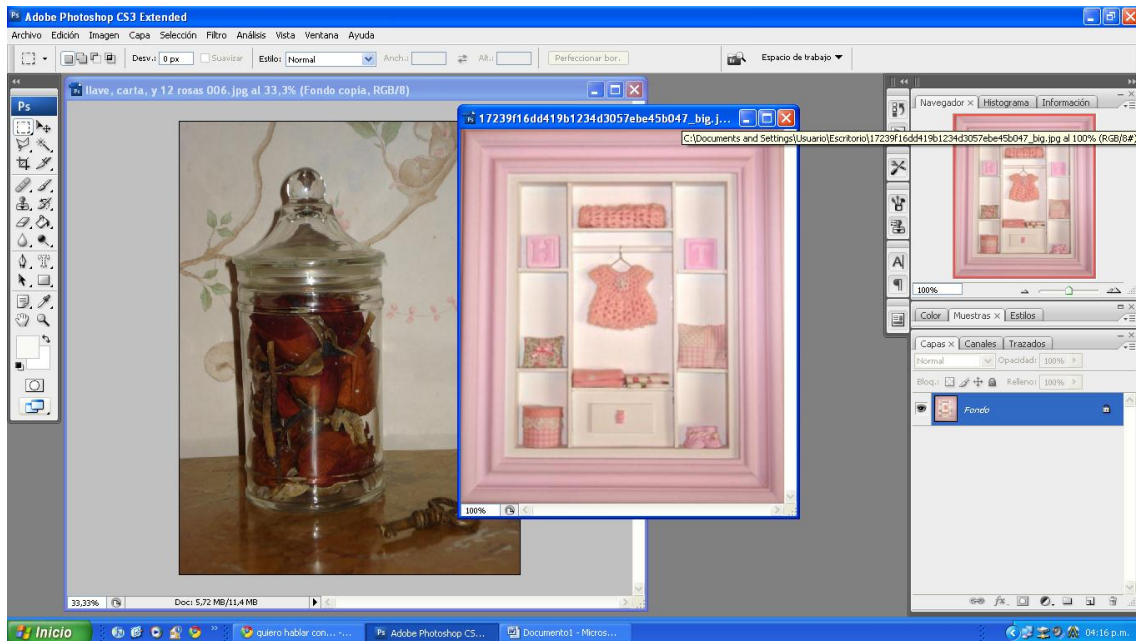 Ps Adobe Photoshop CS3 Extended
Archivo Edición Imagen Capa Selección Filtro Análisis Vista Ventana Ayuda
Desv.: 0 px Suavizar Estilo: Normal Anch.: Alt.: Perfeccionar bor. Espacio de trabajo
llave, carta, y 12 rosas 006.jpg al 33,3% (Fondo copia, RGB/8)
17239f16dd419b1234d3057ebe45b047_big.j...
C:\Documents and Settings\Usuario\Escritorio\17239f16dd419b1234d3057ebe45b047_big.jpg al 100% (RGB/8#)
Ps
Navegador × Histograma Información
H T
100%
Color Muestras × Estilos
Capas × Canales Trazados
Normal Opacidad: 100%
Bloq.: Relleno: 100%
Fondo
100%
33,33% Doc: 5,72 MB/11,4 MB
Inicio quiero hablar con... -... Ps Adobe Photoshop CS... Documento1 - Micros... 04:16 p.m.